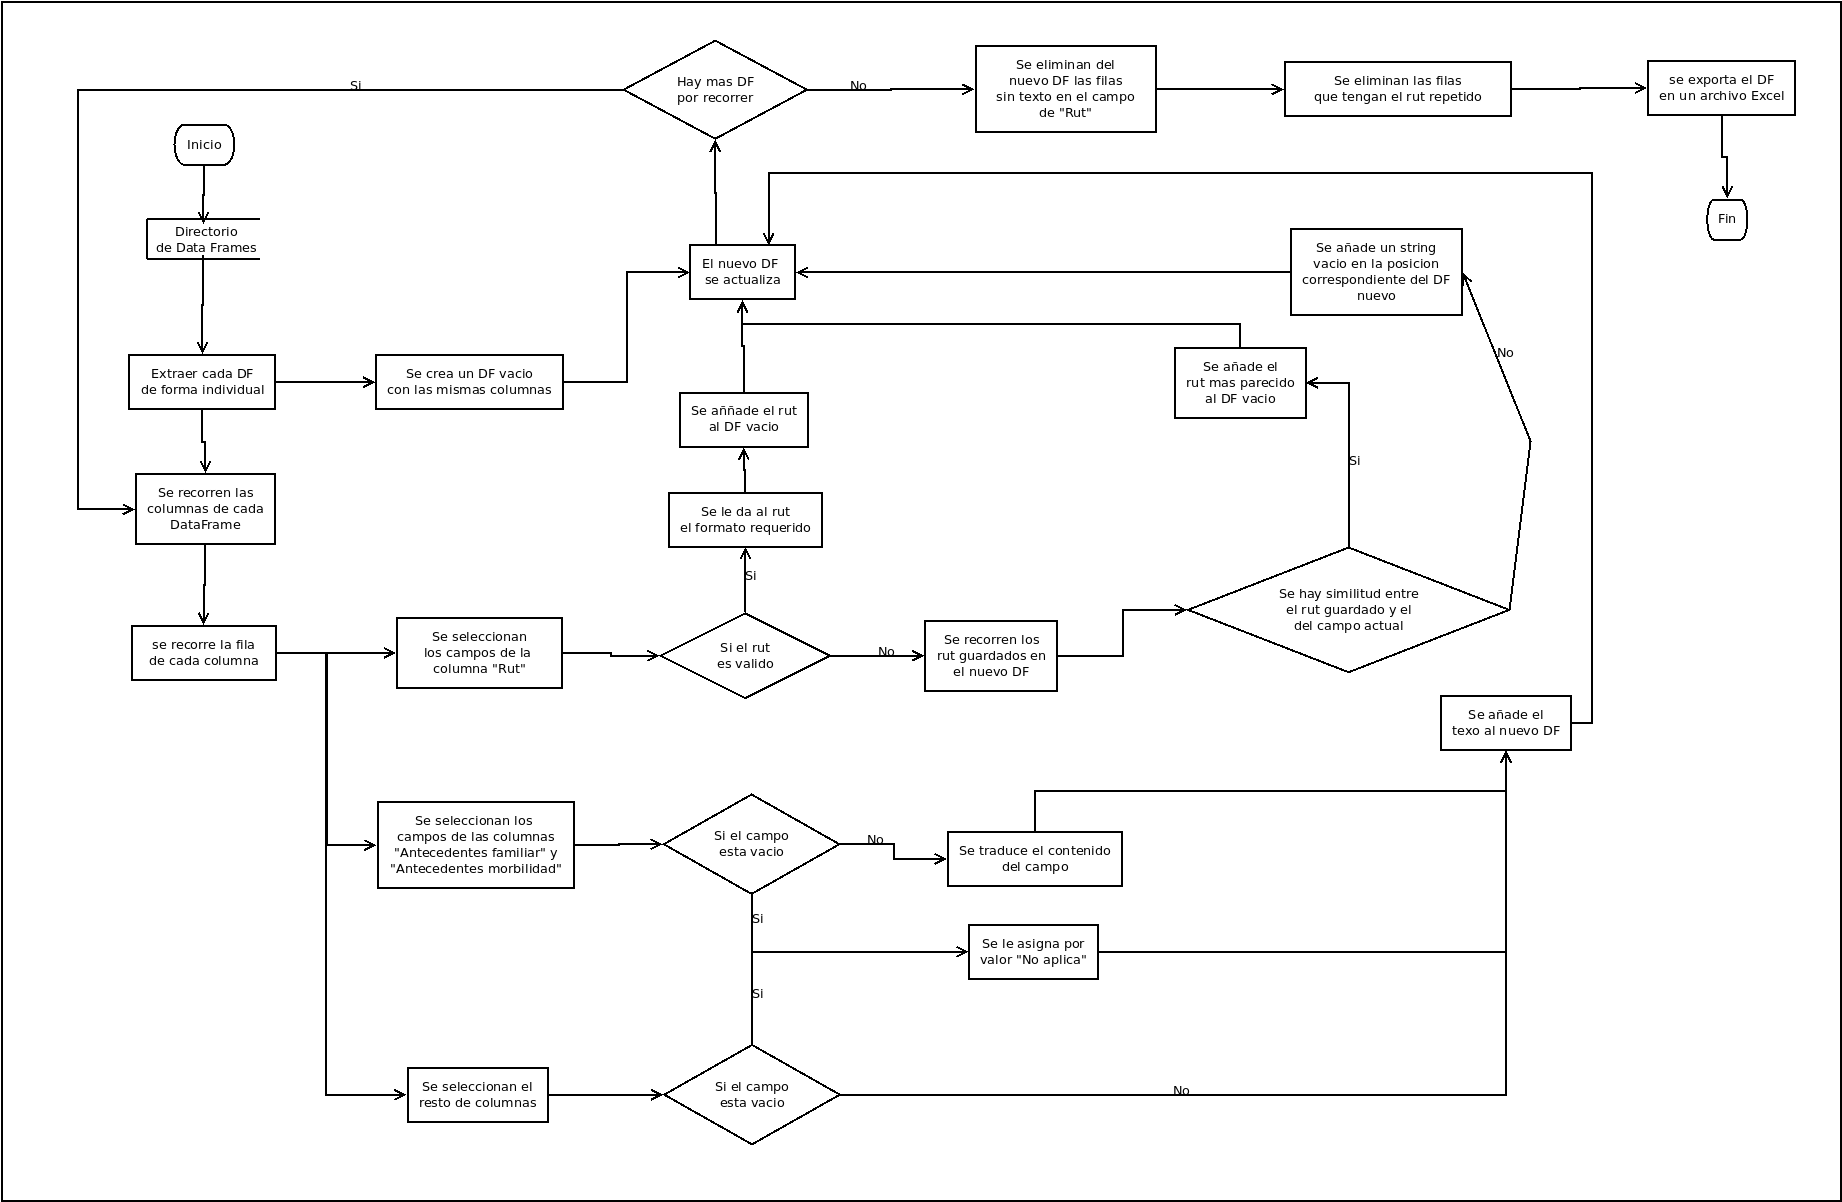 Hay mas DF
por recorrer
Si
No
Se eliminan del
nuevo DF las filas
sin texto en el campo
de "Rut"
Se eliminan las filas
que tengan el rut repetido
se exporta el DF
en un archivo Excel
Fin
Inicio
Directorio
de Data Frames
Extraer cada DF
de forma individual
Se crea un DF vacio
con las mismas columnas
El nuevo DF
se actualiza
Se añade un string
vacio en la posicion
correspondiente del DF
nuevo
No
Se añade el
rut mas parecido
al DF vacio
Si
Se aññade el rut
al DF vacio
Se le da al rut
el formato requerido
Si
Se recorren las
columnas de cada
DataFrame
se recorre la fila
de cada columna
Se seleccionan
los campos de la
columna "Rut"
Si el rut
es valido
No
Se recorren los
rut guardados en
el nuevo DF
Se hay similitud entre
el rut guardado y el
del campo actual
Se añade el
texo al nuevo DF
Se seleccionan los
campos de las columnas
"Antecedentes familiar" y
"Antecedentes morbilidad"
Si el campo
esta vacio
No
Se traduce el contenido
del campo
Si
Se le asigna por
valor "No aplica"
Si
Se seleccionan el
resto de columnas
Si el campo
esta vacio
No